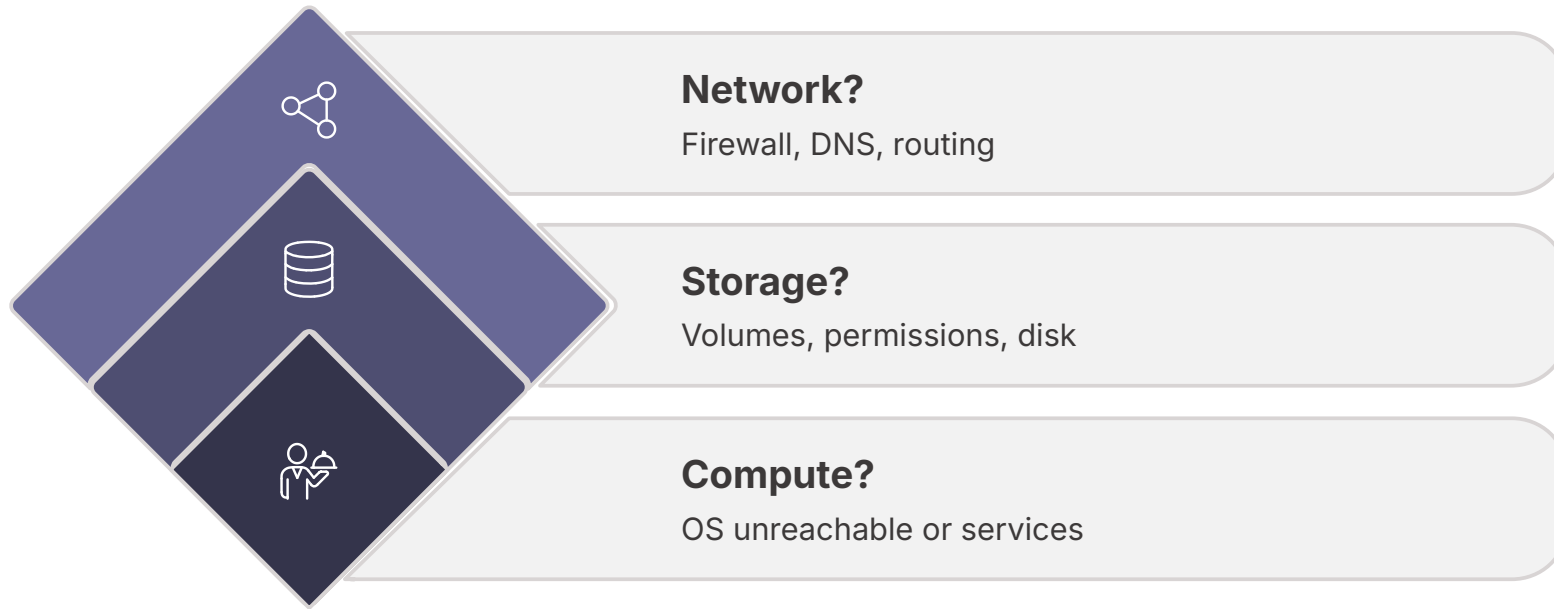 Network?
Firewall, DNS, routing
Storage?
Volumes, permissions, disk
Compute?
OS unreachable or services